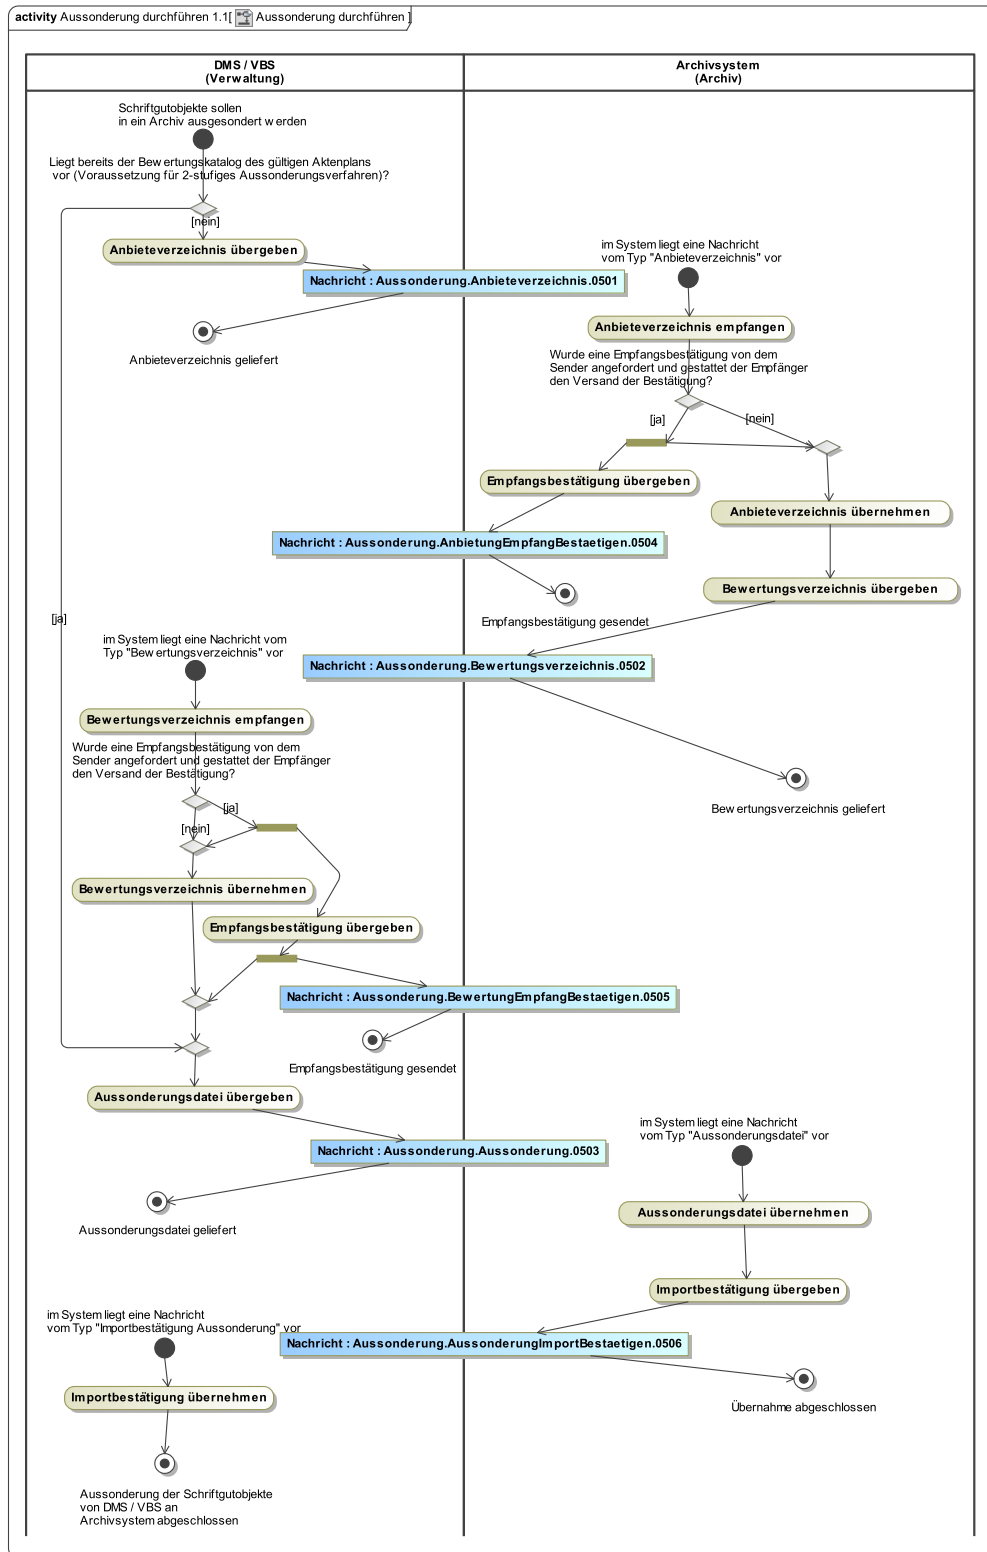 activity Aussonderung durchführen 1.1[ Aussonderung durchführen ]
DMS / VBS
(Verwaltung)
Archivsystem
(Archiv)
Schriftgutobjekte sollen
in ein Archiv ausgesondert werden
Liegt bereits der Bewertungskatalog des gültigen Aktenplans
vor (Voraussetzung für 2-stufiges Aussonderungsverfahren)?
[nein]
Anbieteverzeichnis übergeben
im System liegt eine Nachricht
vom Typ "Anbieteverzeichnis" vor
Nachricht : Aussonderung.Anbieteverzeichnis.0501
Anbieteverzeichnis empfangen
Anbieteverzeichnis geliefert
Wurde eine Empfangsbestätigung von dem
Sender angefordert und gestattet der Empfänger
den Versand der Bestätigung?
[ja]
[nein]
Empfangsbestätigung übergeben
Anbieteverzeichnis übernehmen
Nachricht : Aussonderung.AnbietungEmpfangBestaetigen.0504
Bewertungsverzeichnis übergeben
Empfangsbestätigung gesendet
[ja]
im System liegt eine Nachricht vom
Typ "Bewertungsverzeichnis" vor
Nachricht : Aussonderung.Bewertungsverzeichnis.0502
Bewertungsverzeichnis empfangen
Wurde eine Empfangsbestätigung von dem
Sender angefordert und gestattet der Empfänger
den Versand der Bestätigung?
Bewertungsverzeichnis geliefert
[ja]
[nein]
Bewertungsverzeichnis übernehmen
Empfangsbestätigung übergeben
Nachricht : Aussonderung.BewertungEmpfangBestaetigen.0505
Empfangsbestätigung gesendet
Aussonderungsdatei übergeben
im System liegt eine Nachricht
vom Typ "Aussonderungsdatei" vor
Nachricht : Aussonderung.Aussonderung.0503
Aussonderungsdatei übernehmen
Aussonderungsdatei geliefert
Importbestätigung übergeben
im System liegt eine Nachricht
vom Typ "Importbestätigung Aussonderung" vor
Nachricht : Aussonderung.AussonderungImportBestaetigen.0506
Importbestätigung übernehmen
Übernahme abgeschlossen
Aussonderung der Schriftgutobjekte
von DMS / VBS an
Archivsystem abgeschlossen